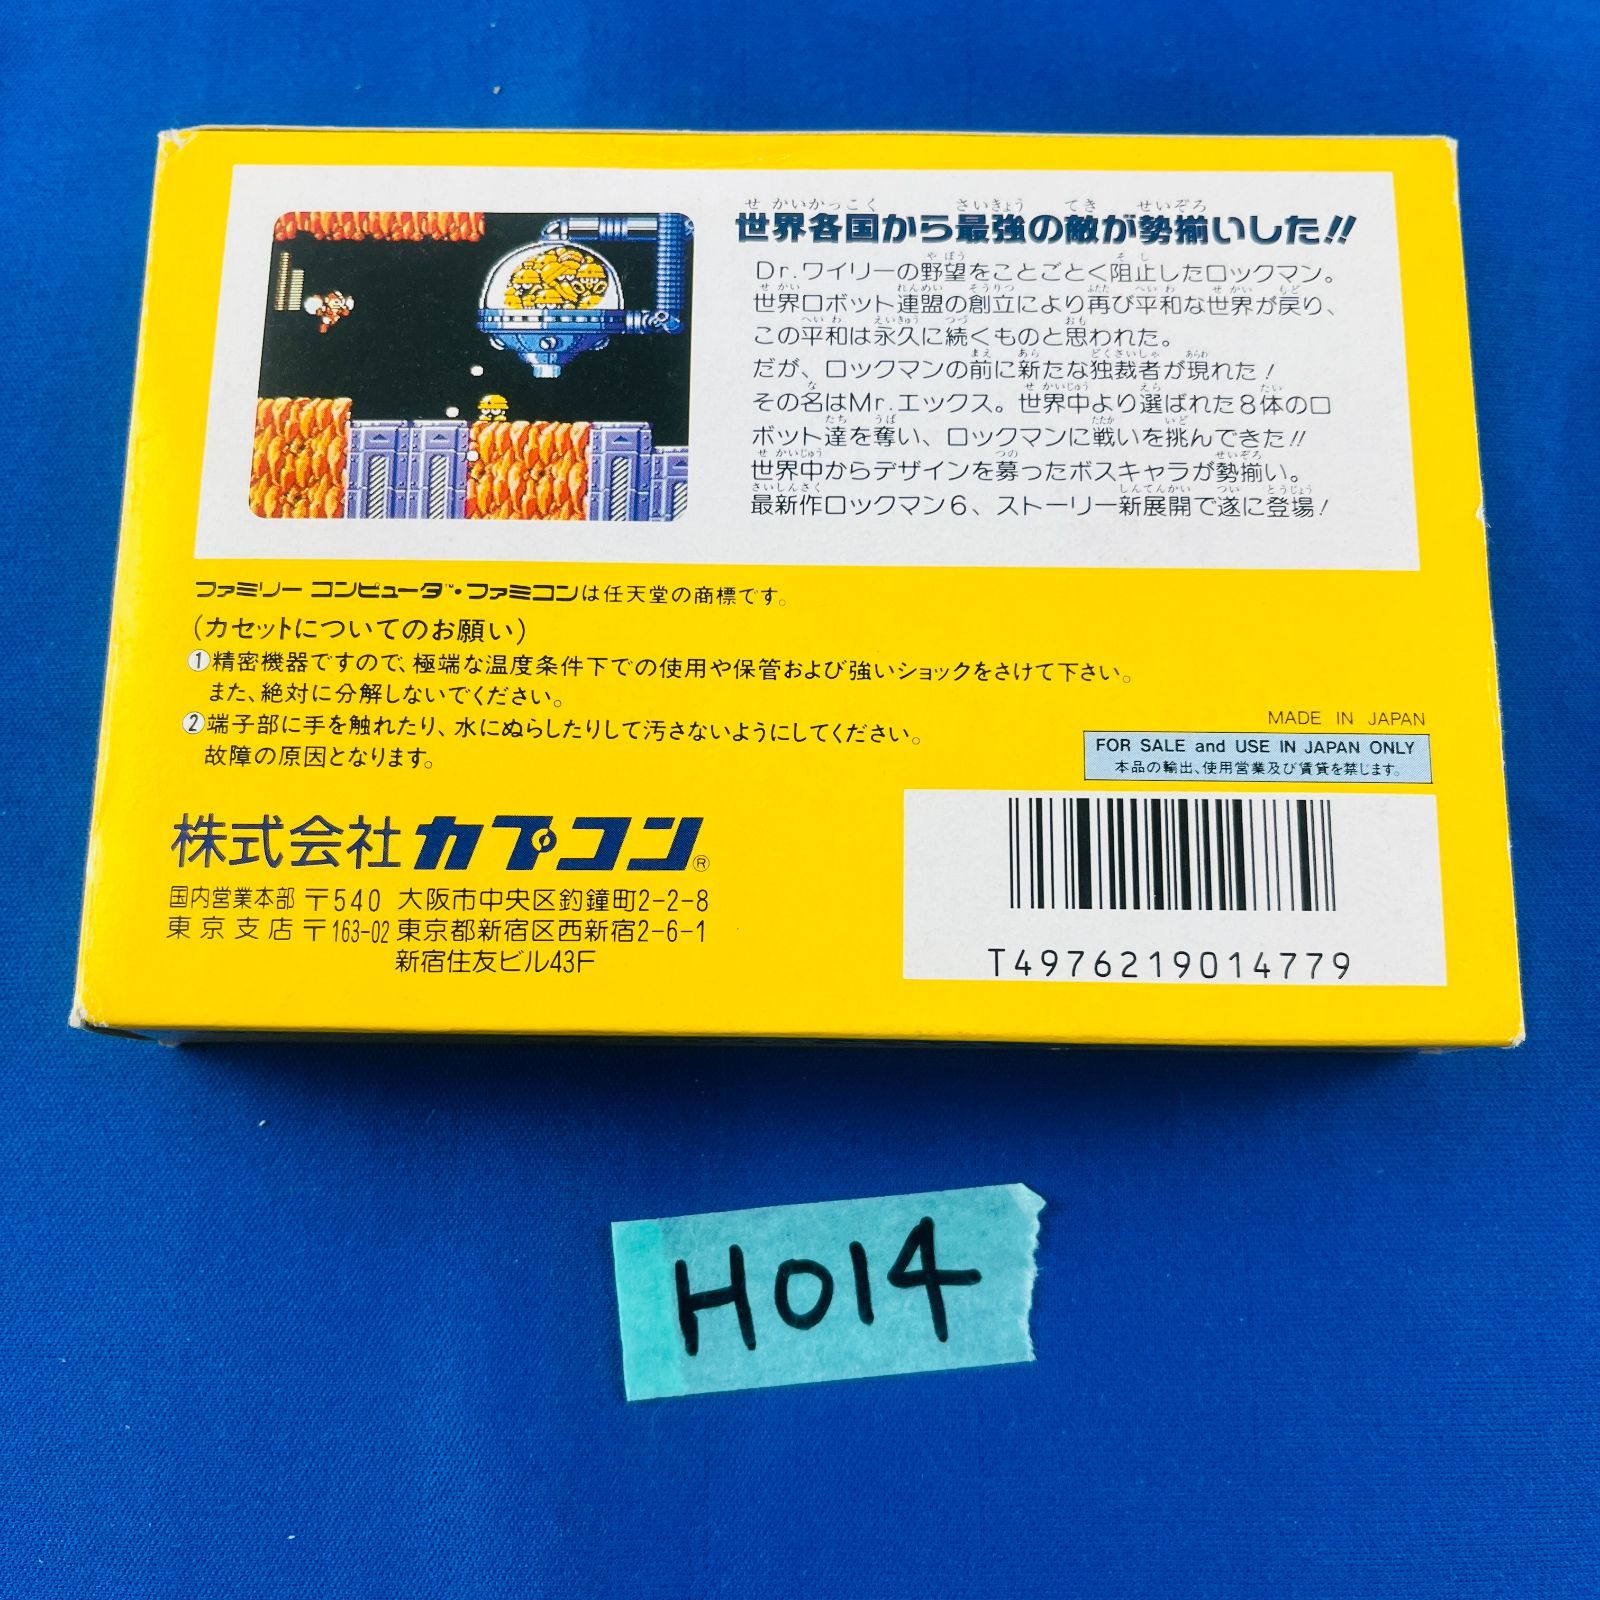 世界各国から最強の敵が勢揃いした!!
Dr.ワイリーの野望をことごとく阻止したロックマン。
世界ロボット連盟の創立により再び平和な世界が戻り、
この平和は永久に続くものと思われた。
だが、ロックマンの前に新たな独裁者が現れた!
その名はMr.エックス。世界中より選ばれた8体のロ
ボット達を奪い、ロックマンに戦いを挑んできた!!
世界中からデザインを募ったボスキャラが勢揃い。
最新作ロックマン6、ストーリー新展開で遂に登場!
ファミリーコンピュータ™・ファミコンは任天堂の商標です。
(カセットについてのお願い)
①精密機器ですので、極端な温度条件下での使用や保管および強いショックをさけて下さい。
また、絶対に分解しないでください。
②端子部に手を触れたり、水にぬらしたりして汚さないようにしてください。
故障の原因となります。
MADE IN JAPAN
FOR SALE and USE IN JAPAN ONLY
本品の輸出、使用営業及び賃貸を禁じます。
株式会社カプコン®
国内営業本部 〒540 大阪市中央区釣鐘町2-2-8
東京支店 〒163-02 東京都新宿区西新宿2-6-1
新宿住友ビル43F
T4976219014779
H014